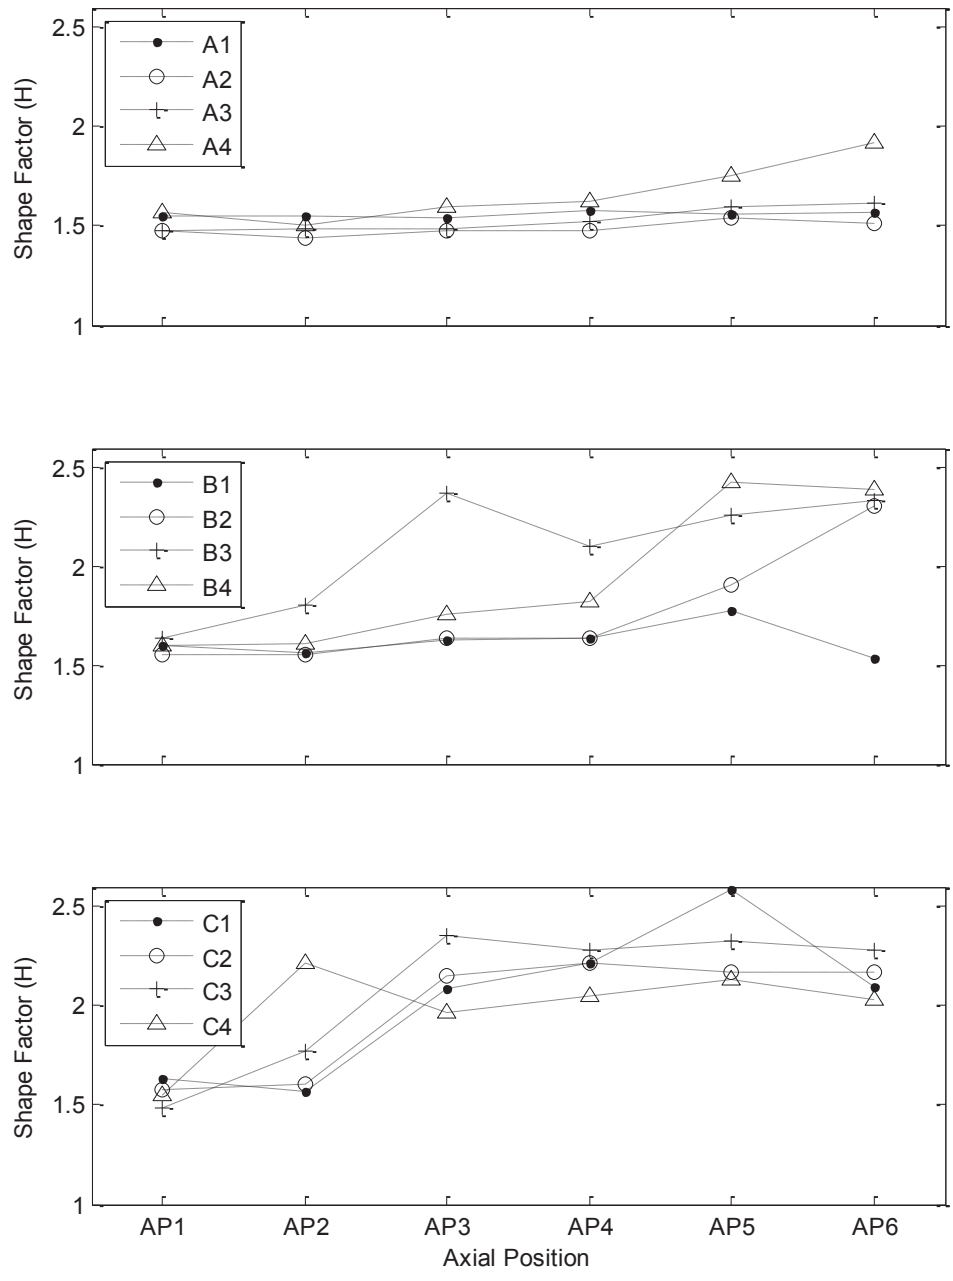 2.5
2
1.5
1
Shape Factor (H)
A1
A2
A3
A4
2.5
2
1.5
1
Shape Factor (H)
B1
B2
B3
B4
2.5
2
1.5
1
Shape Factor (H)
C1
C2
C3
C4
AP1 AP2 AP3 AP4 AP5 AP6
Axial Position